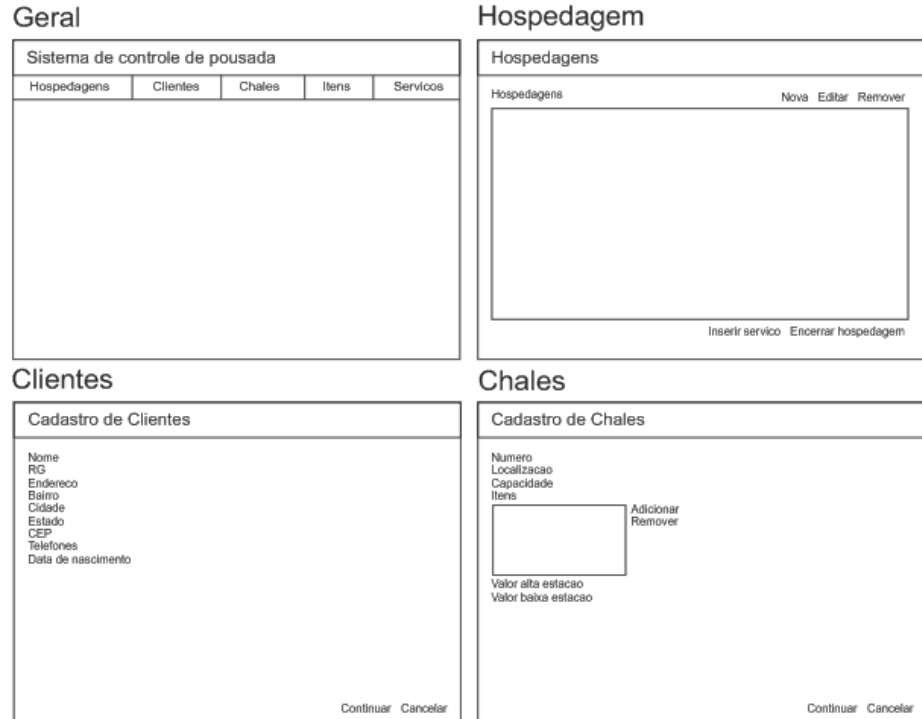 Geral
Sistema de controle de pousada
Hospedagens Clientes Chales Itens Servicos
Hospedagem
Hospedagens
Hospedagens Nova Editar Remover
Inserir servico Encerrar hospedagem
Clientes
Cadastro de Clientes
Nome
RG
Endereco
Bairro
Cidade
Estado
CEP
Telefones
Data de nascimento
Continuar Cancelar
Chales
Cadastro de Chales
Numero
Localizacao
Capacidade
Itens
Adicionar
Remover
Valor alta estacao
Valor baixa estacao
Continuar Cancelar